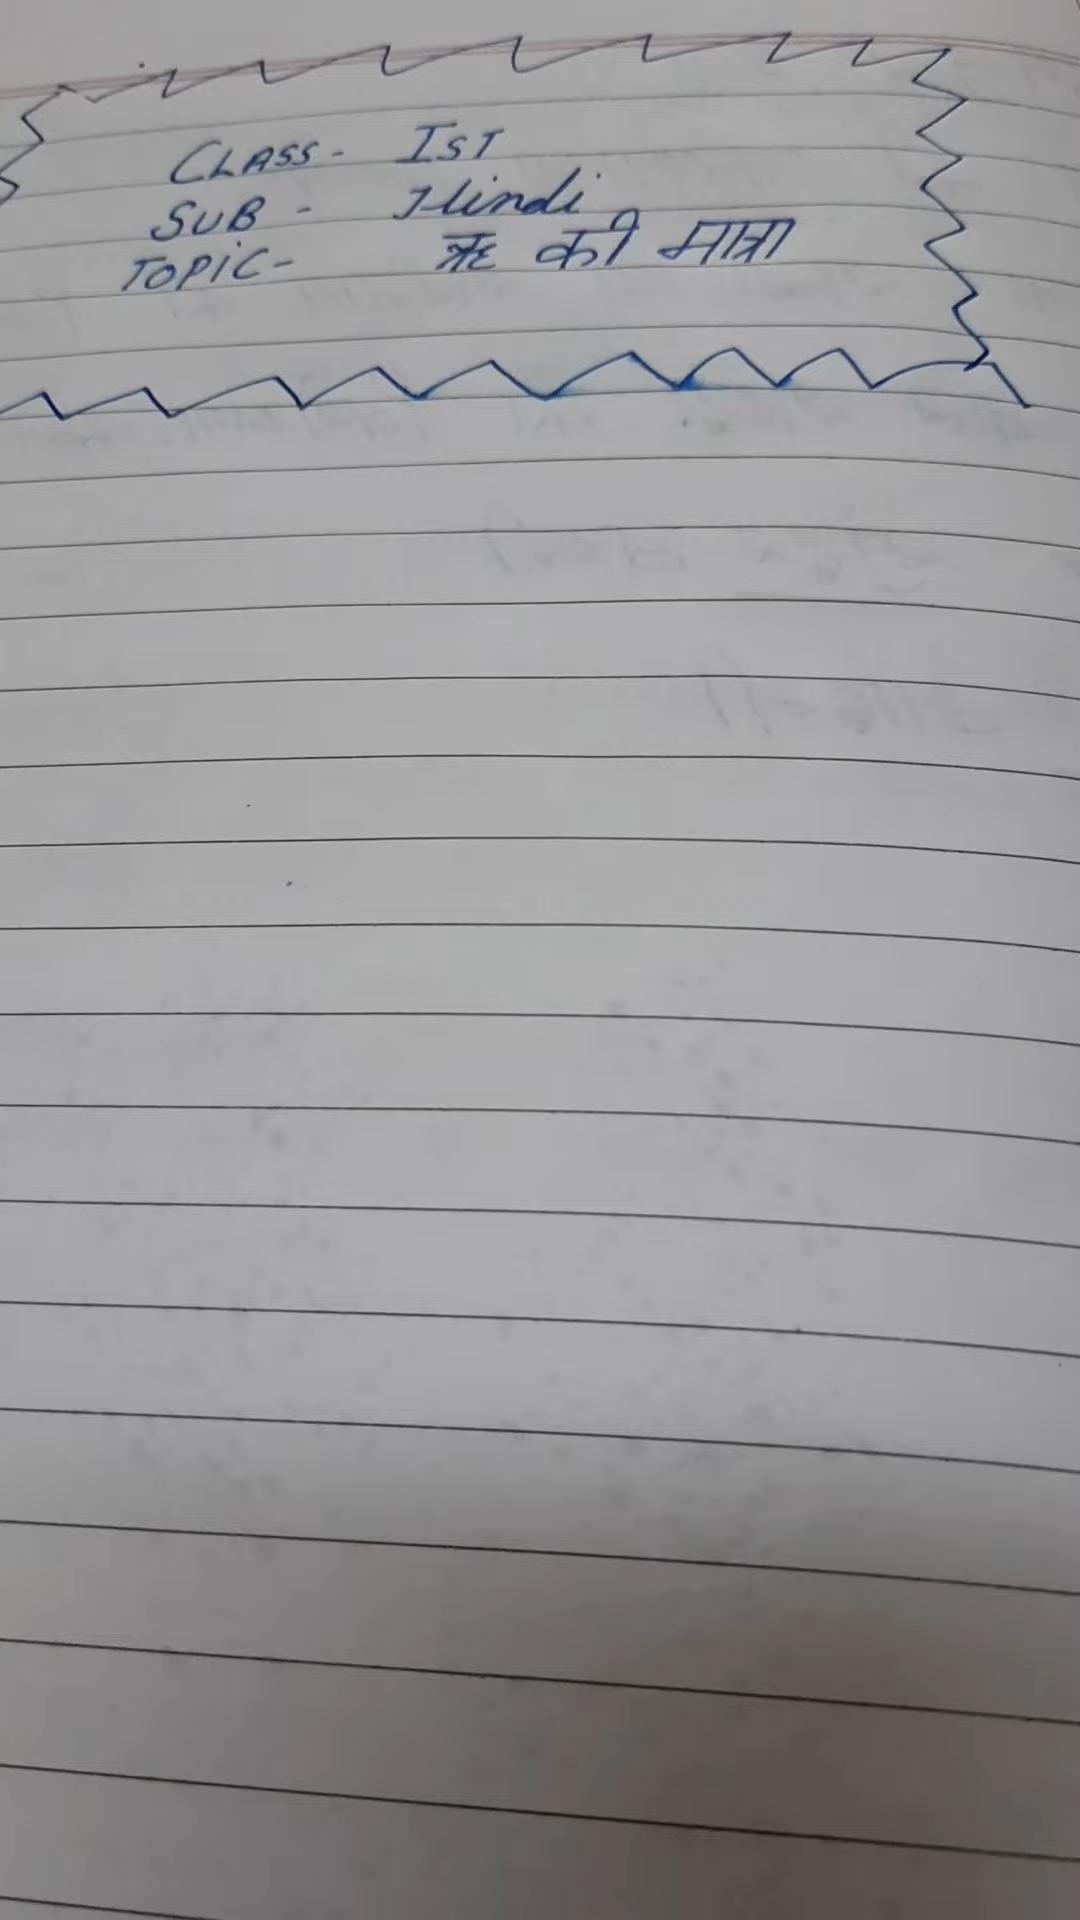 CLASS - IST
SUB - Hindi
TOPIC - ऋ की मात्रा